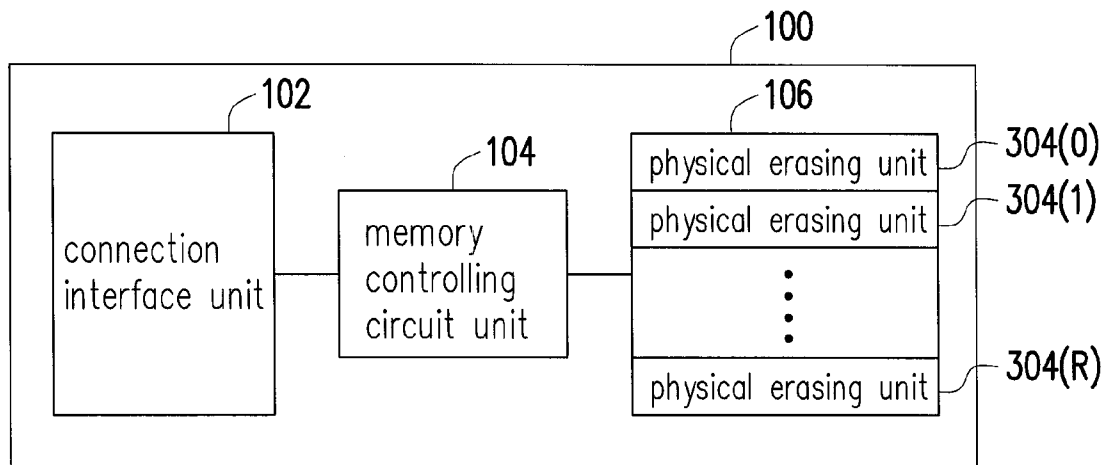 100
102
106
304(0)
physical erasing unit
104
304(1)
physical erasing unit
connection
interface unit
memory
controlling
circuit unit
304(R)
physical erasing unit